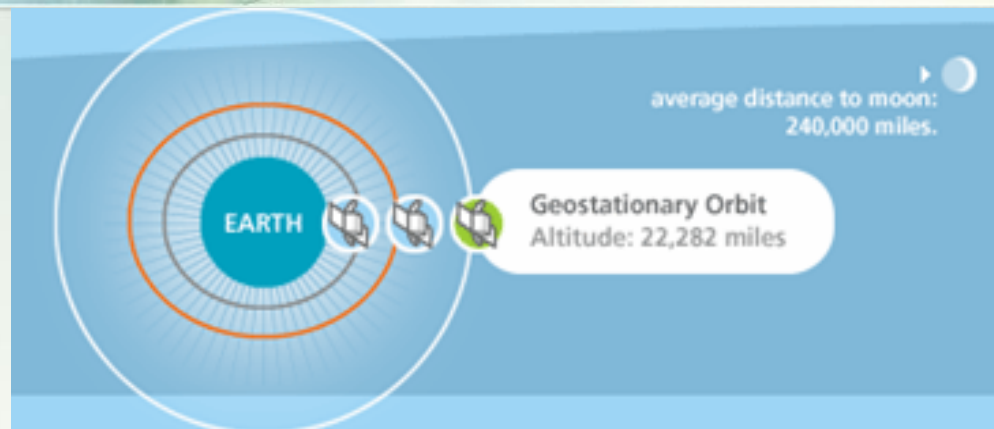 average distance to moon:
240,000 miles.
EARTH
Geostationary Orbit
Altitude: 22,282 miles